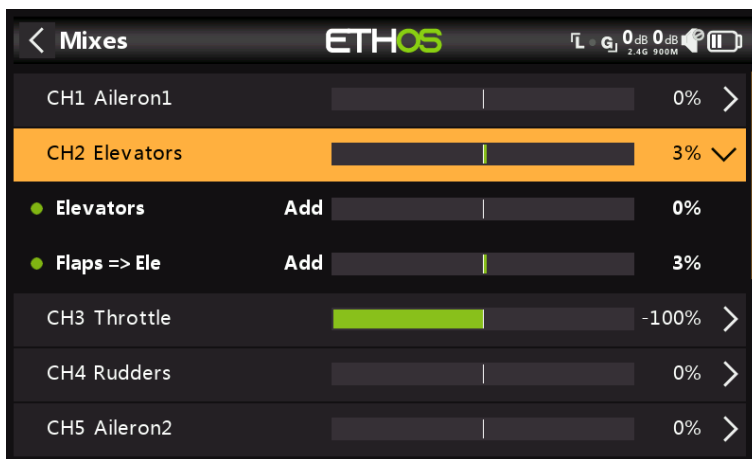 Mixes ETHOS L G 0dB 0dB
2.4G 900M
CH1 Aileron1 0%
CH2 Elevators 3%
Elevators Add 0%
Flaps => Ele Add 3%
CH3 Throttle -100%
CH4 Rudders 0%
CH5 Aileron2 0%